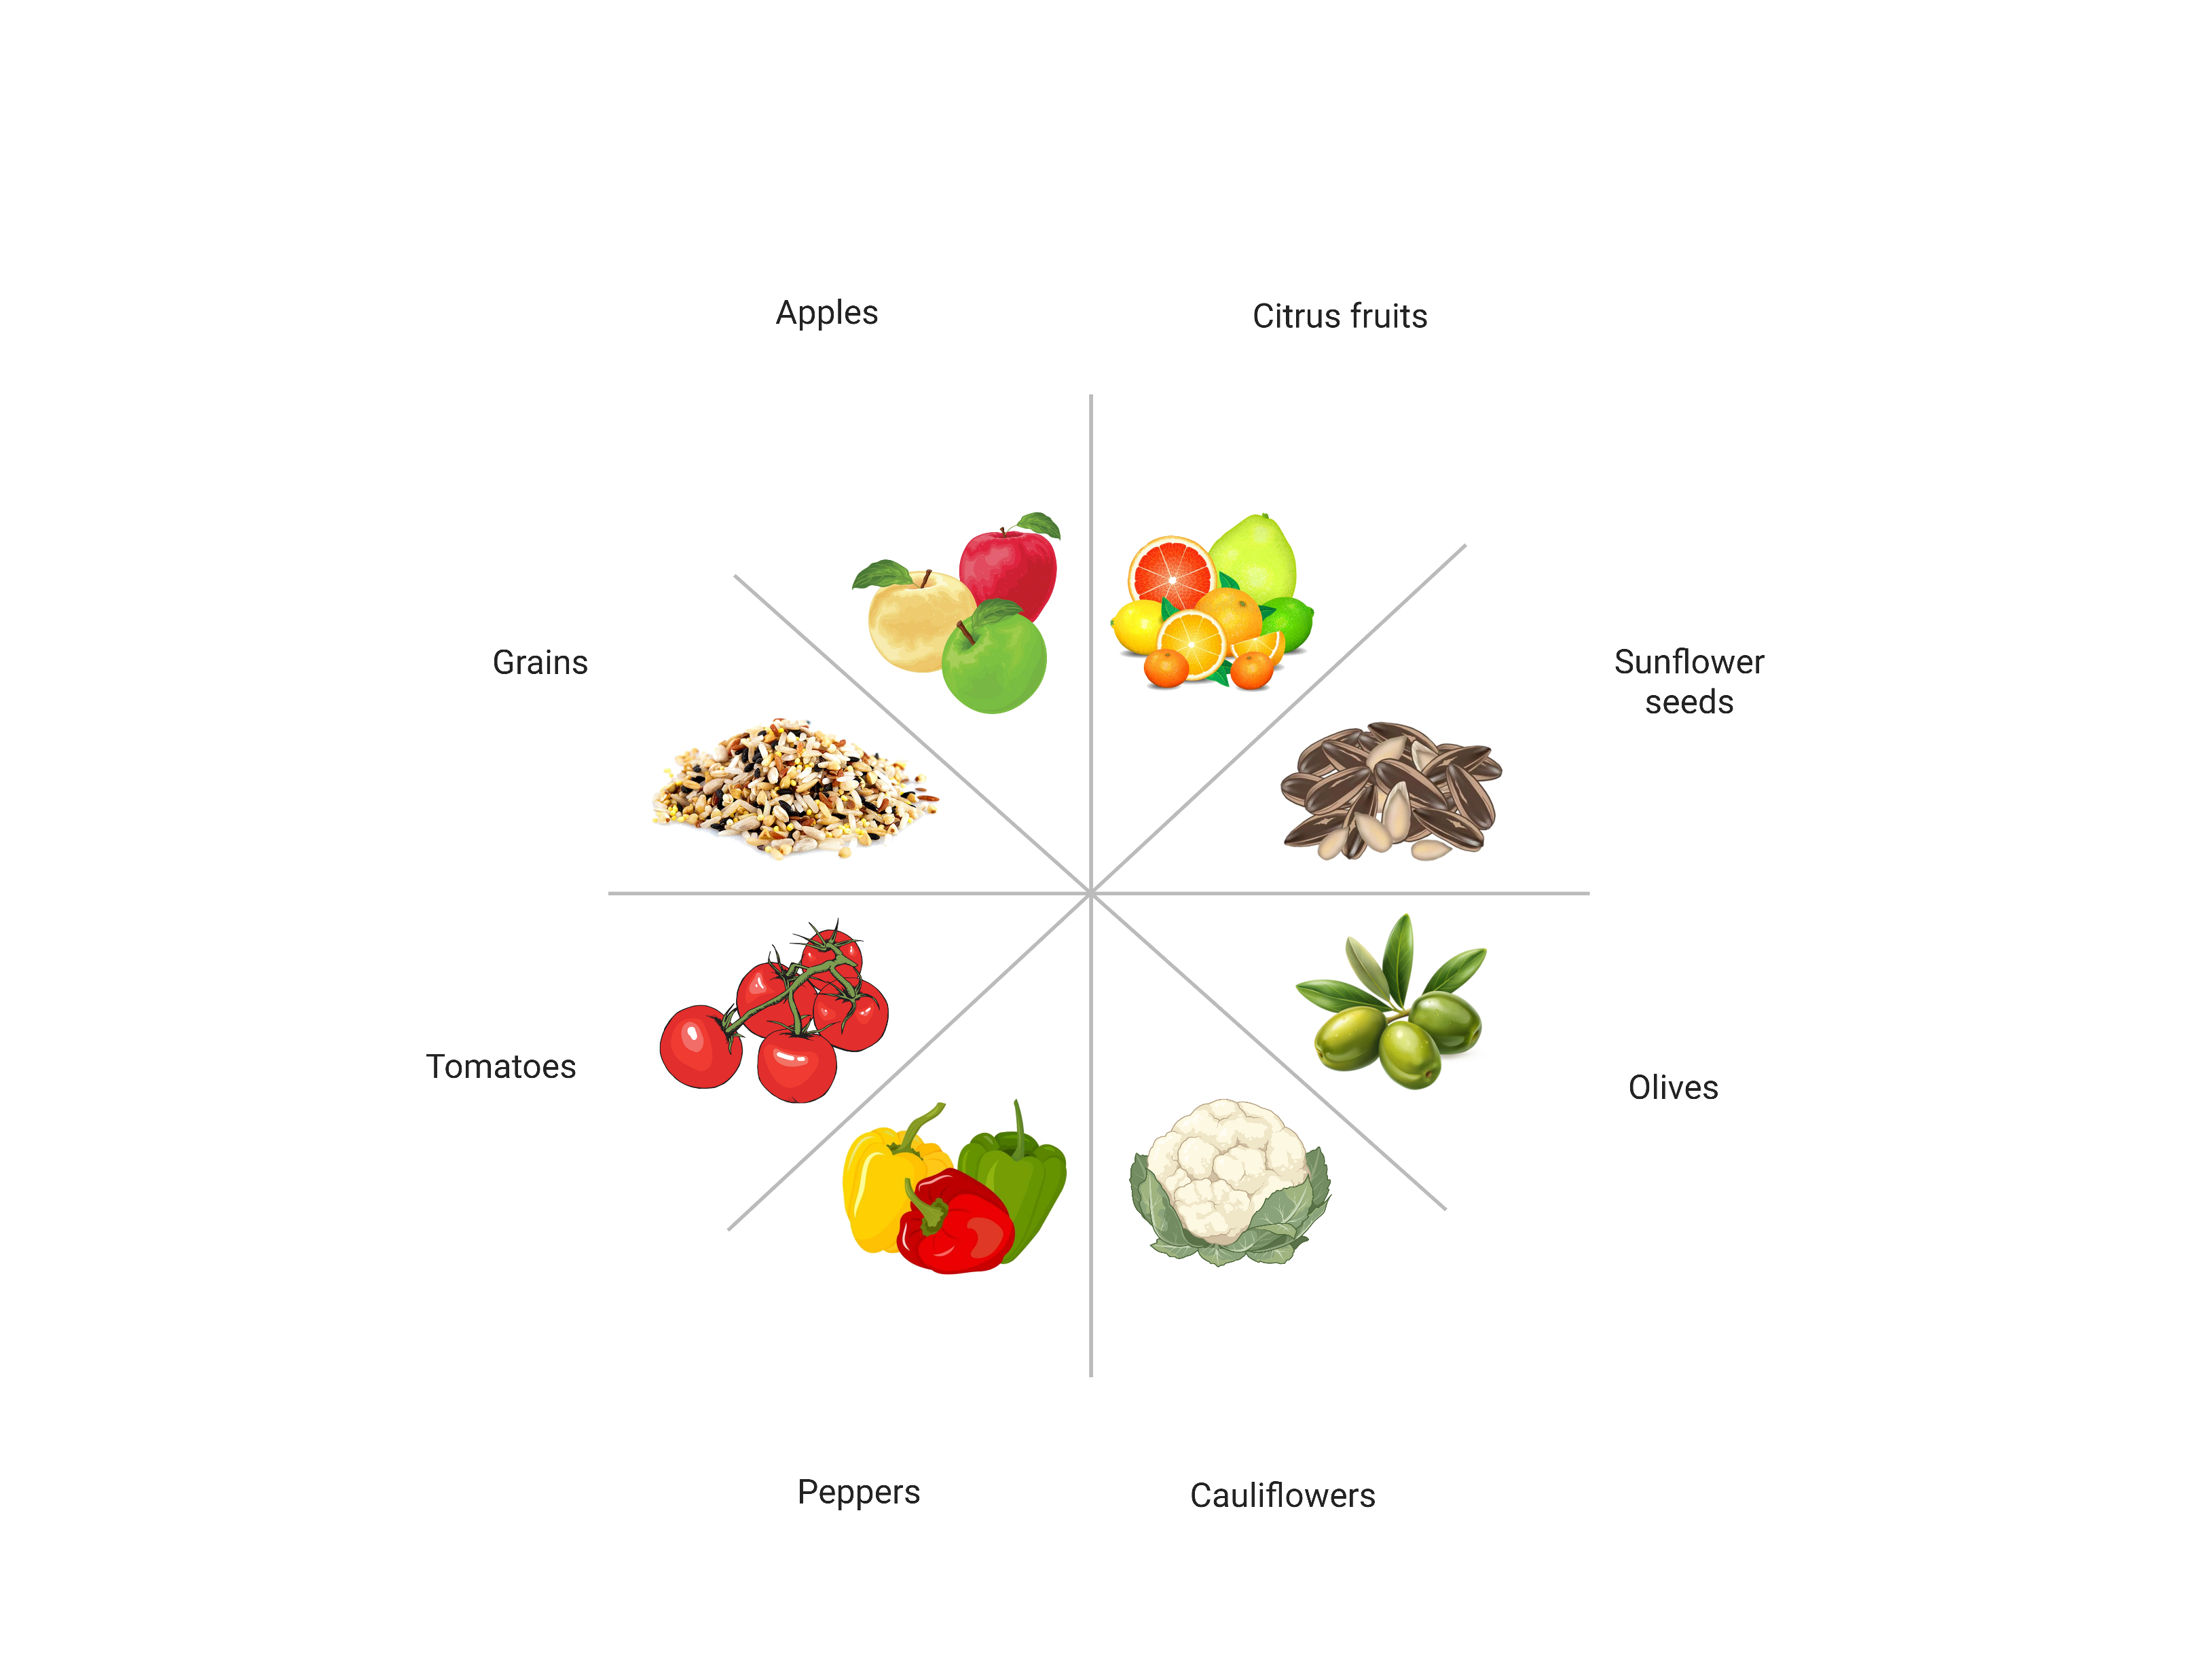 Apples
Citrus fruits
Grains
Sunflower
seeds
Tomatoes
Olives
Peppers
Cauliflowers